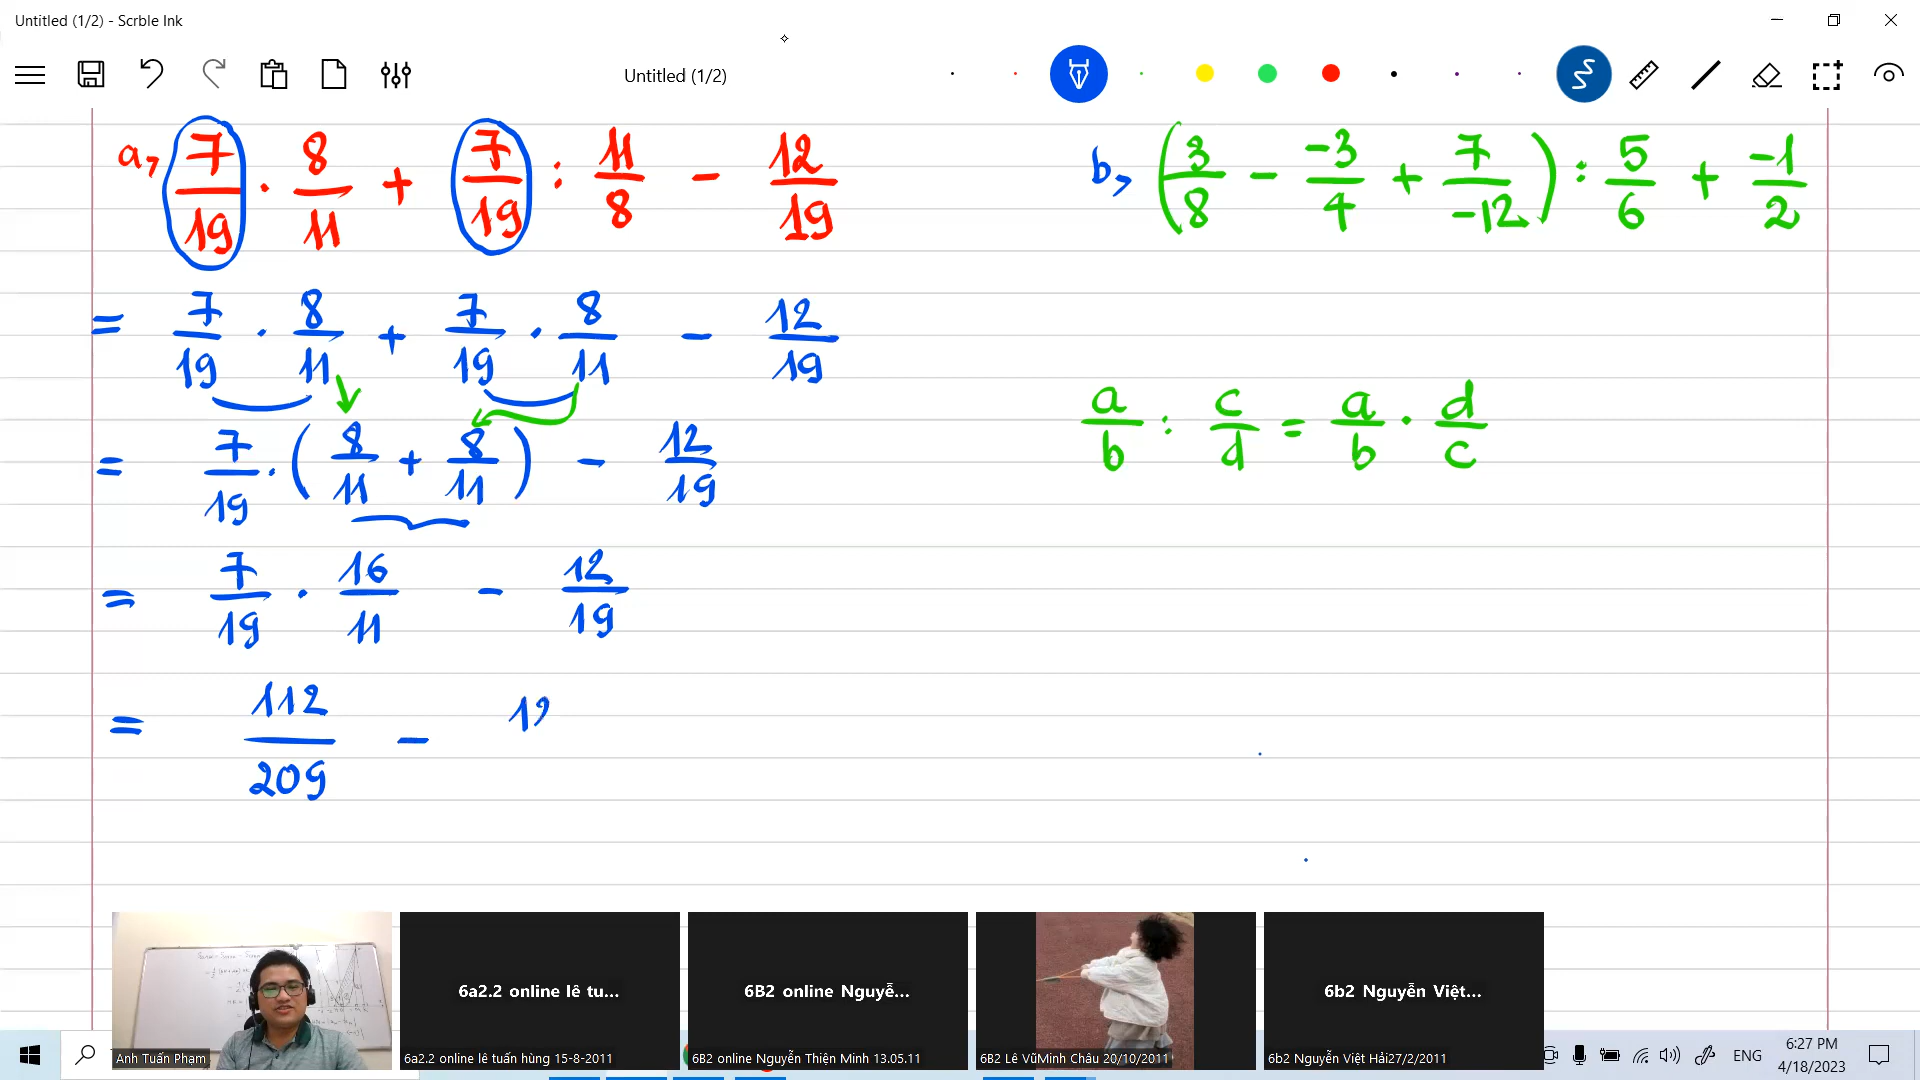 Untitled (1/2) - Scrble Ink
Untitled (1/2)
a, 7/19 · 8/11 + 7/19 : 11/8 - 12/19
= 7/19 · 8/11 + 7/19 · 8/11 - 12/19
= 7/19 · (8/11 + 8/11) - 12/19
= 7/19 · 16/11 - 12/19
= 112/209 -
b, (3/8 - -3/4 + 7/-12) : 5/6 + -1/2
a/b : c/d = a/b · d/c
6a2.2 online lê tu...
6B2 online Nguyễ...
6b2 Nguyễn Việt...
Anh Tuấn Phạm
6a2.2 online lê tuấn hùng 15-8-2011
6B2 online Nguyễn Thiện Minh 13.05.11
6B2 Lê VũMinh Châu 20/10/2011
6b2 Nguyễn Việt Hải27/2/2011
ENG
6:27 PM
4/18/2023